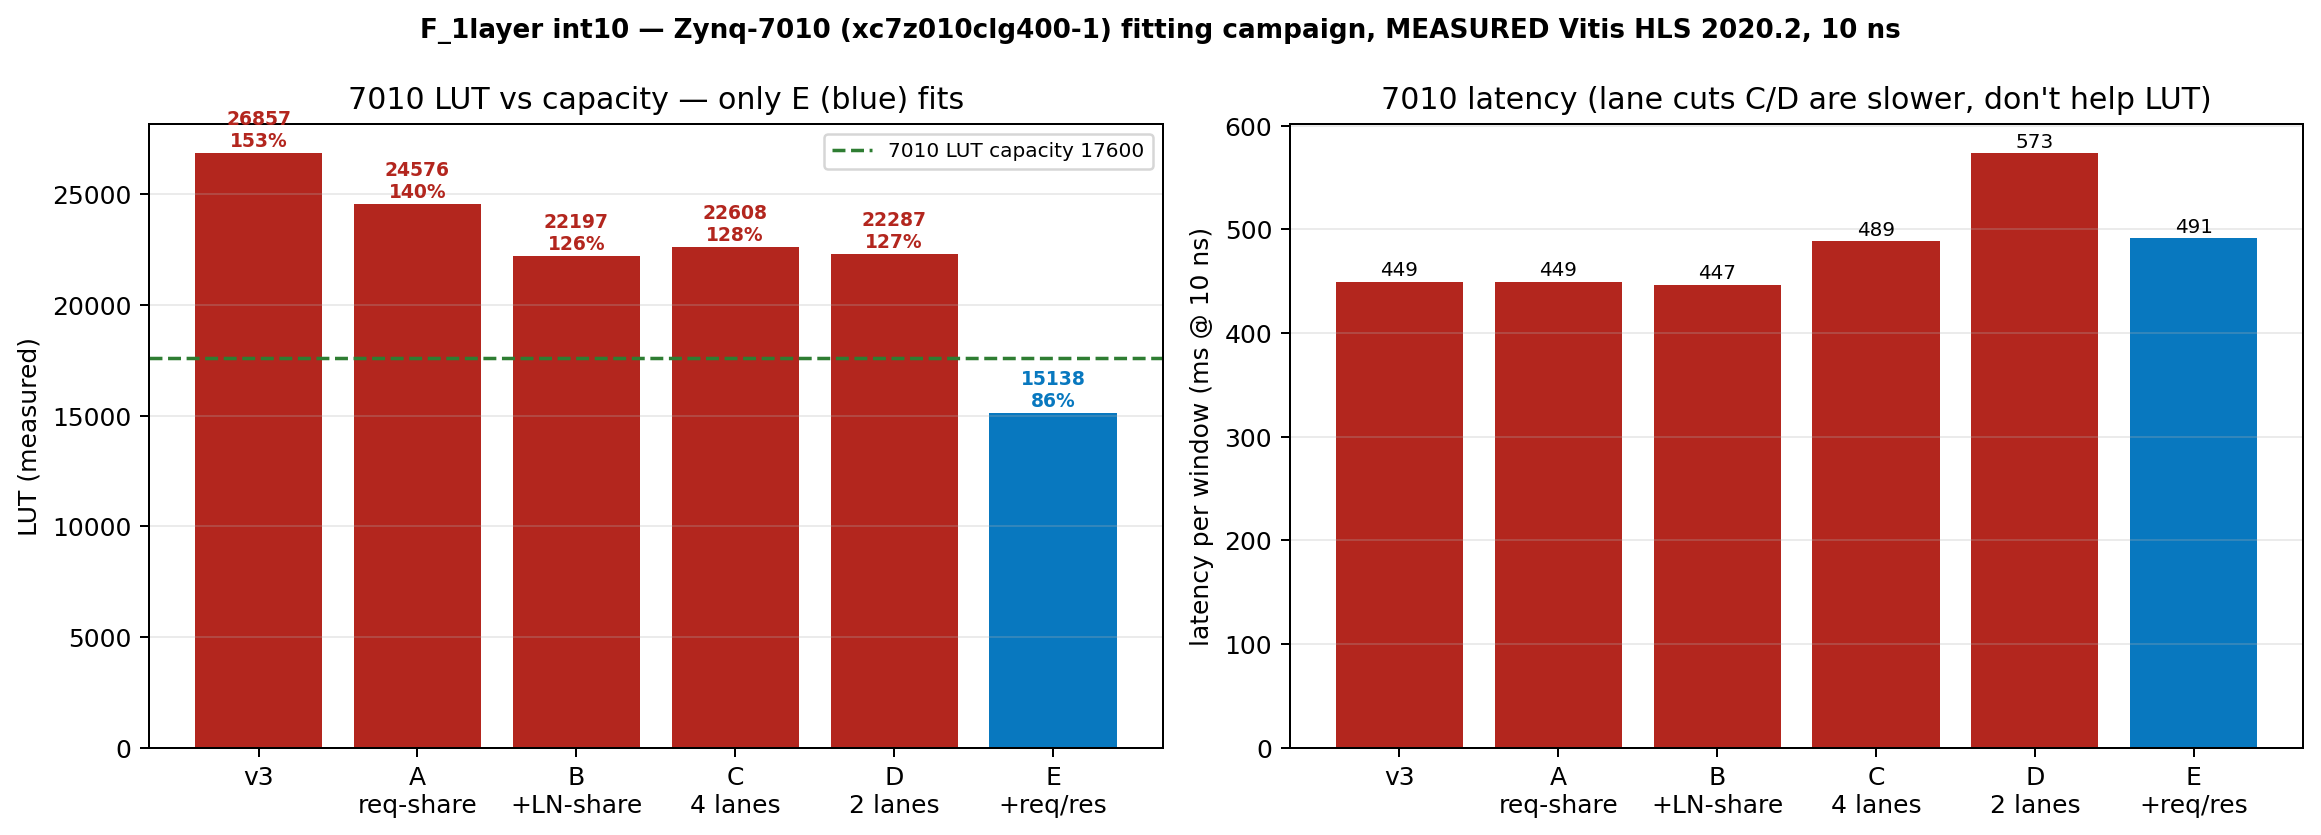 F_1layer int10 — Zynq-7010 (xc7z010clg400-1) fitting campaign, MEASURED Vitis HLS 2020.2, 10 ns
7010 LUT vs capacity — only E (blue) fits
26857
153%
24576
140%
22197
126%
22608
128%
22287
127%
15138
86%
7010 LUT capacity 17600
LUT (measured)
25000
20000
15000
10000
5000
0
v3
A
req-share
B
+LN-share
C
4 lanes
D
2 lanes
E
+req/res
7010 latency (lane cuts C/D are slower, don't help LUT)
449
449
447
489
573
491
latency per window (ms @ 10 ns)
600
500
400
300
200
100
0
v3
A
req-share
B
+LN-share
C
4 lanes
D
2 lanes
E
+req/res